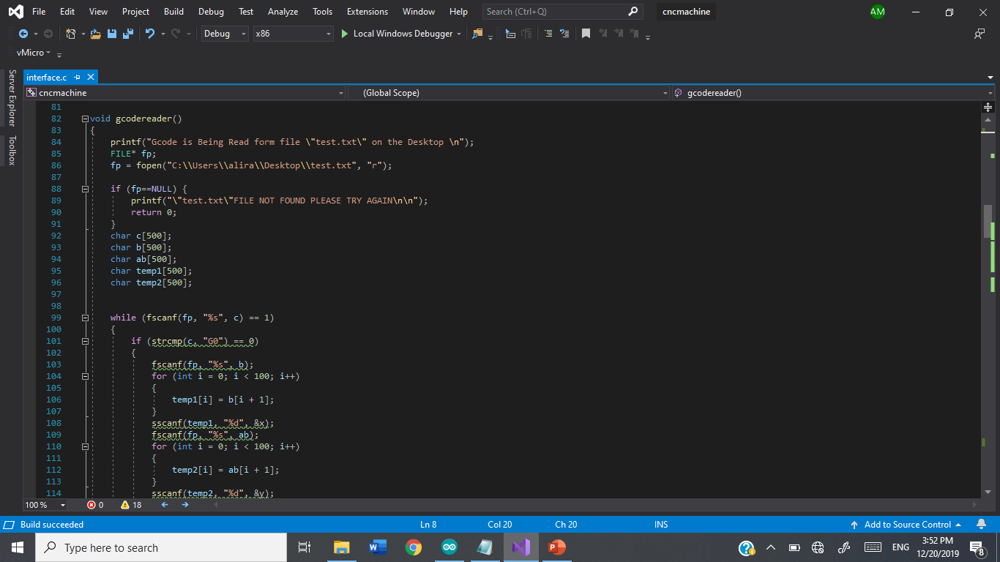 File Edit View Project Build Debug Test Analyze Tools Extensions Window Help Search (Ctrl+Q) cncmachine AM
Debug x86 Local Windows Debugger
vMicro
Server Explorer
Toolbox
interface.c
cncmachine (Global Scope) gcodereader()
81
82 void gcodereader()
83 {
84 printf("Gcode is Being Read form file \"test.txt\" on the Desktop \n");
85 FILE* fp;
86 fp = fopen("C:\\Users\\alira\\Desktop\\test.txt", "r");
87
88 if (fp==NULL) {
89 printf("\"test.txt\"FILE NOT FOUND PLEASE TRY AGAIN\n\n");
90 return 0;
91 }
92 char c[500];
93 char b[500];
94 char ab[500];
95 char temp1[500];
96 char temp2[500];
97
98
99 while (fscanf(fp, "%s", c) == 1)
100 {
101 if (strcmp(c, "G0") == 0)
102 {
103 fscanf(fp, "%s", b);
104 for (int i = 0; i < 100; i++)
105 {
106 temp1[i] = b[i + 1];
107 }
108 sscanf(temp1, "%d", &x);
109 fscanf(fp, "%s", ab);
110 for (int i = 0; i < 100; i++)
111 {
112 temp2[i] = ab[i + 1];
113 }
114 sscanf(temp2, "%d", &y);
100 % 0 18
Build succeeded Ln 8 Col 20 Ch 20 INS Add to Source Control
Type here to search ENG 3:52 PM
12/20/2019 8